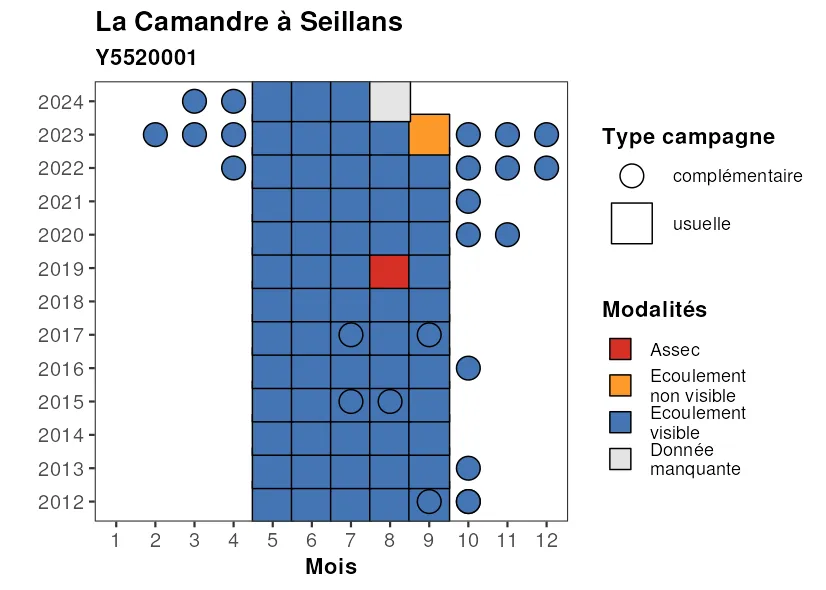 La Camandre à Seillans
Y5520001
2024
2023
2022
2021
2020
2019
2018
2017
2016
2015
2014
2013
2012
1 2 3 4 5 6 7 8 9 10 11 12
Mois
Type campagne
complémentaire
usuelle
Modalités
Assec
Ecoulement
non visible
Ecoulement
visible
Donnée
manquante